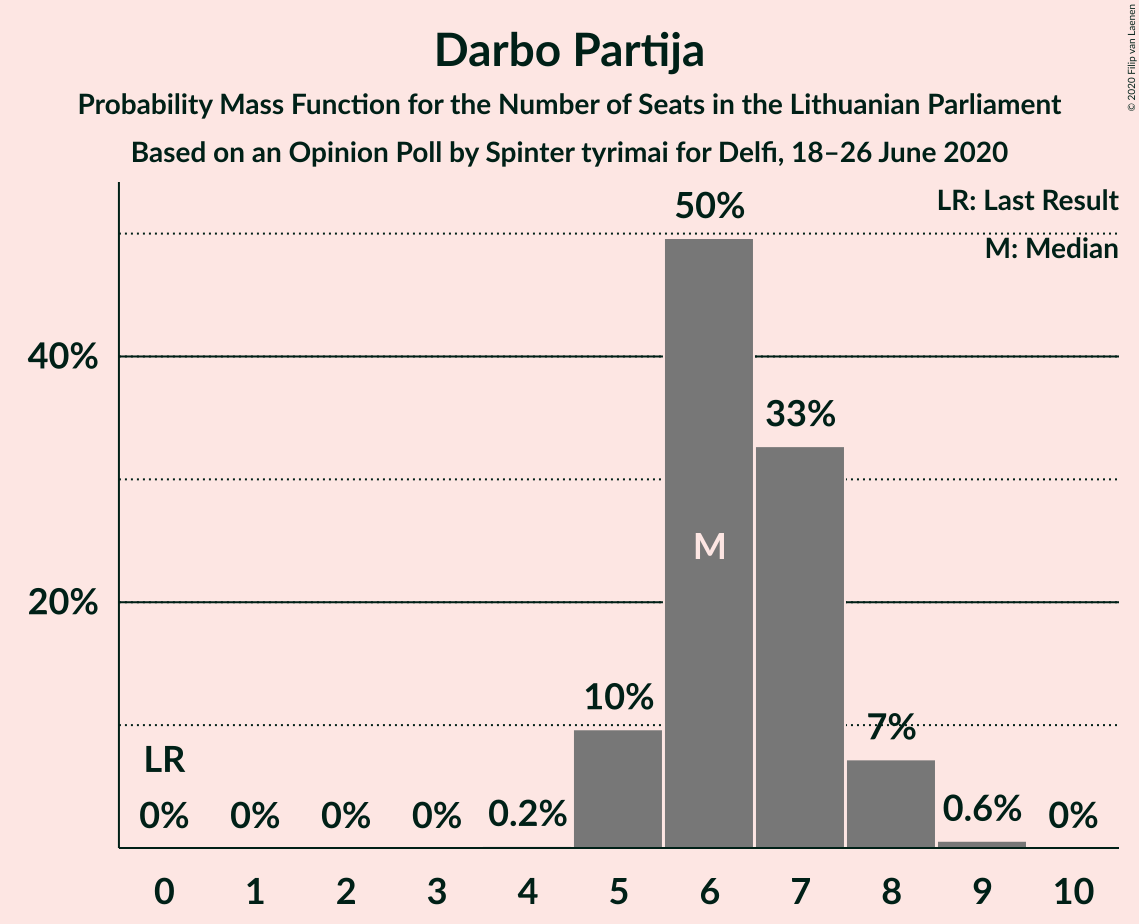 Darbo Partija
Probability Mass Function for the Number of Seats in the Lithuanian Parliament
Based on an Opinion Poll by Spinter tyrimai for Delfi, 18–26 June 2020
© 2020 Filip van Laenen
LR: Last Result
M: Median
50%
40%
33%
M
20%
10%
7%
LR
0% 0% 0% 0% 0.2% 0.6% 0%
0 1 2 3 4 5 6 7 8 9 10